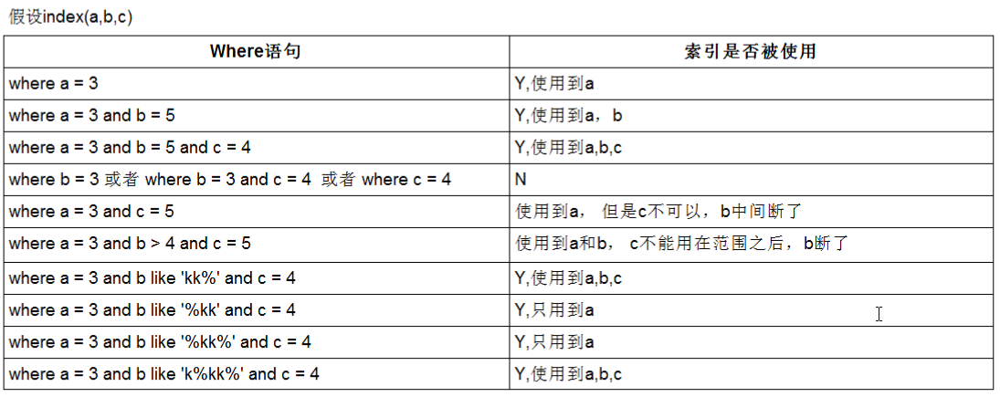 假设index(a,b,c)
Where语句 索引是否被使用
where a = 3 Y,使用到a
where a = 3 and b = 5 Y,使用到a，b
where a = 3 and b = 5 and c = 4 Y,使用到a,b,c
where b = 3 或者 where b = 3 and c = 4 或者 where c = 4 N
where a = 3 and c = 5 使用到a， 但是c不可以，b中间断了
where a = 3 and b > 4 and c = 5 使用到a和b， c不能用在范围之后，b断了
where a = 3 and b like 'kk%' and c = 4 Y,使用到a,b,c
where a = 3 and b like '%kk' and c = 4 Y,只用到a
where a = 3 and b like '%kk%' and c = 4 Y,只用到a
where a = 3 and b like 'k%kk%' and c = 4 Y,使用到a,b,c